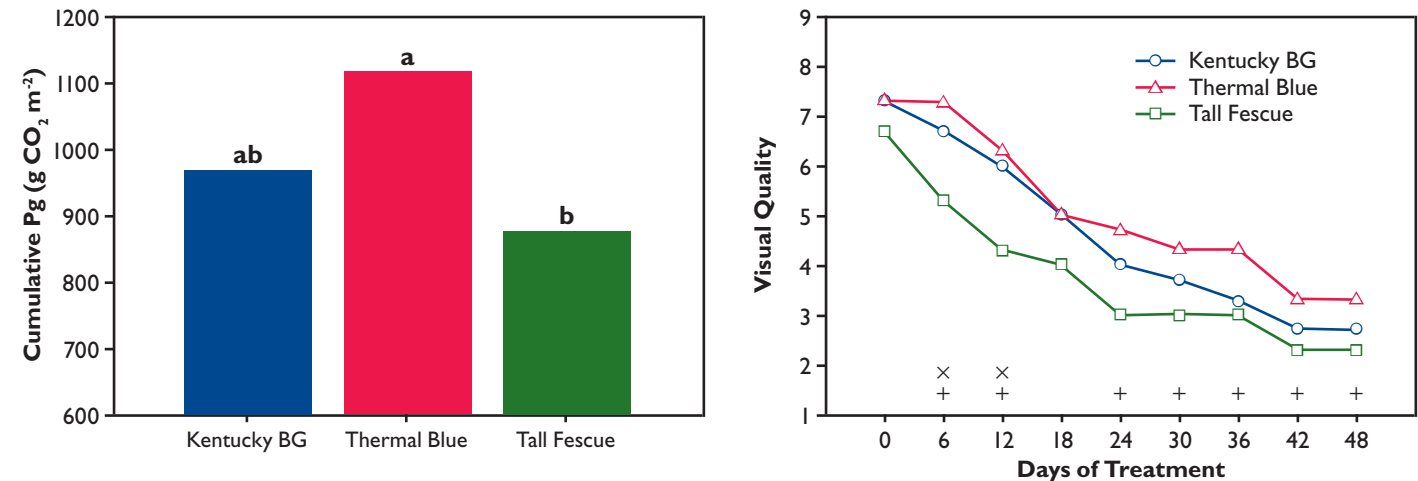 Cumulative Pg (g CO₂ m⁻²)
1200
1100
1000
900
800
700
600
ab
a
b
Kentucky BG
Thermal Blue
Tall Fescue
Visual Quality
9
8
7
6
5
4
3
2
1
Kentucky BG
Thermal Blue
Tall Fescue
× ×
+ + + + + + +
0 6 12 18 24 30 36 42 48
Days of Treatment